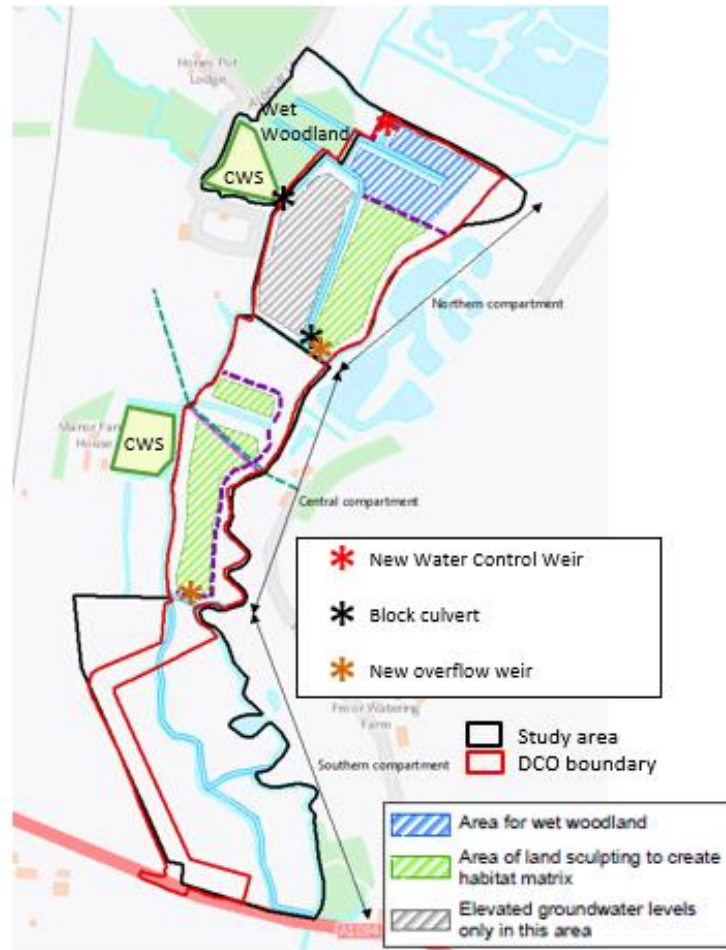 Honey Pot
Lodge
Wet
Woodland
CWS
Northern compartment
Manor Farm
House
CWS
Central compartment
New Water Control Weir
Block culvert
New overflow weir
Watering
Farm
Study area
Southern compartment
DCO boundary
Area for wet woodland
Area of land sculpting to create
habitat matrix
Elevated groundwater levels
only in this area
A1094